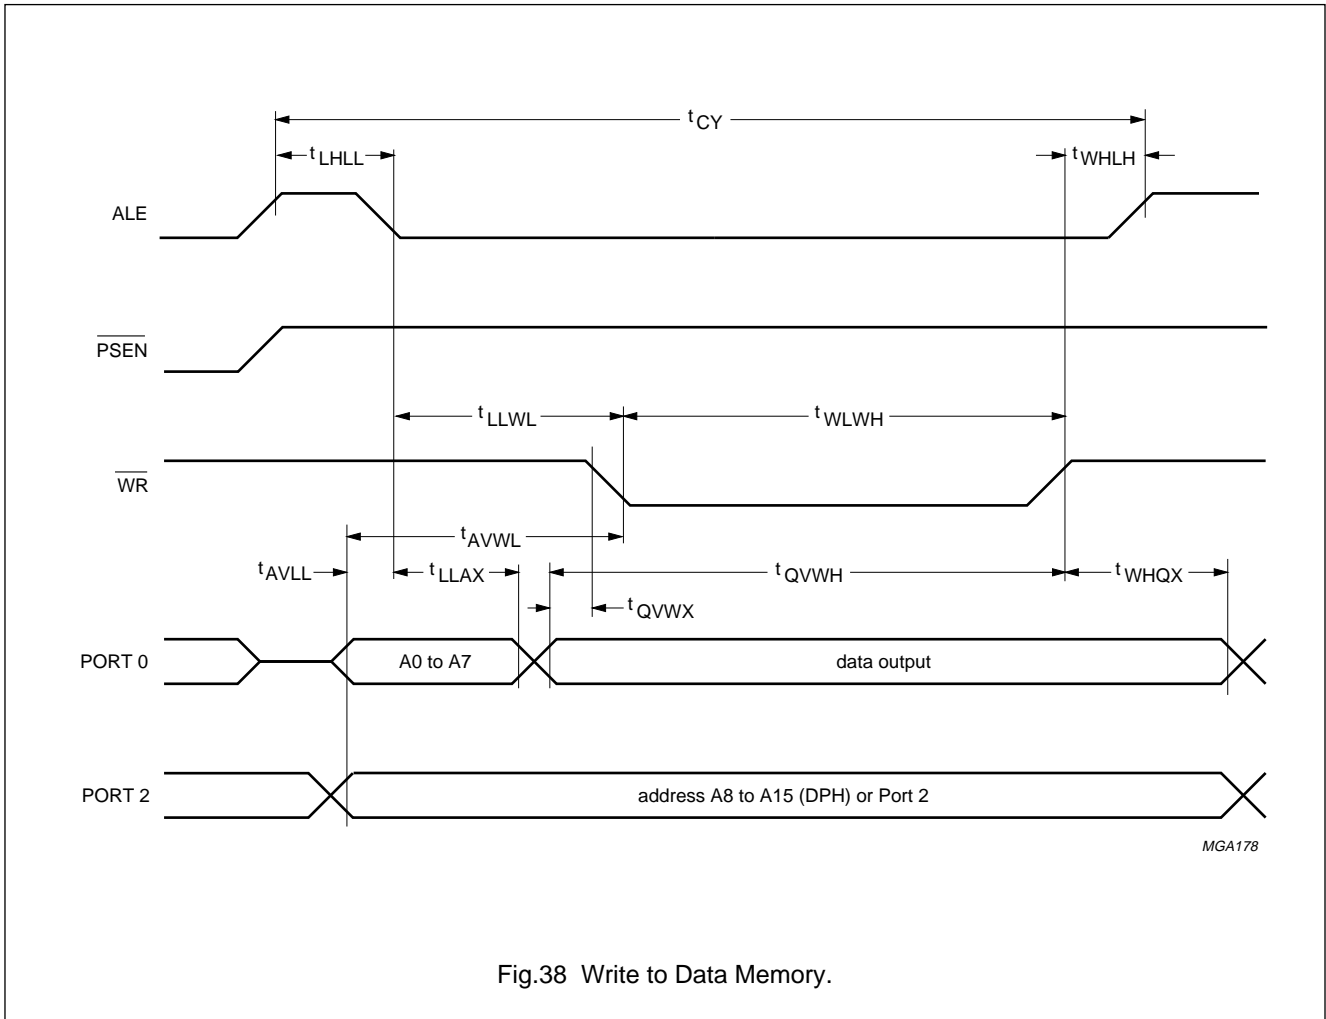 tCY
tLHLL
tWHLH
ALE
PSEN
tLLWL
tWLWH
WR
tAVWL
tAVLL
tLLAX
tQVWH
tWHQX
tQVWX
PORT 0
A0 to A7
data output
PORT 2
address A8 to A15 (DPH) or Port 2
MGA178
Fig.38 Write to Data Memory.